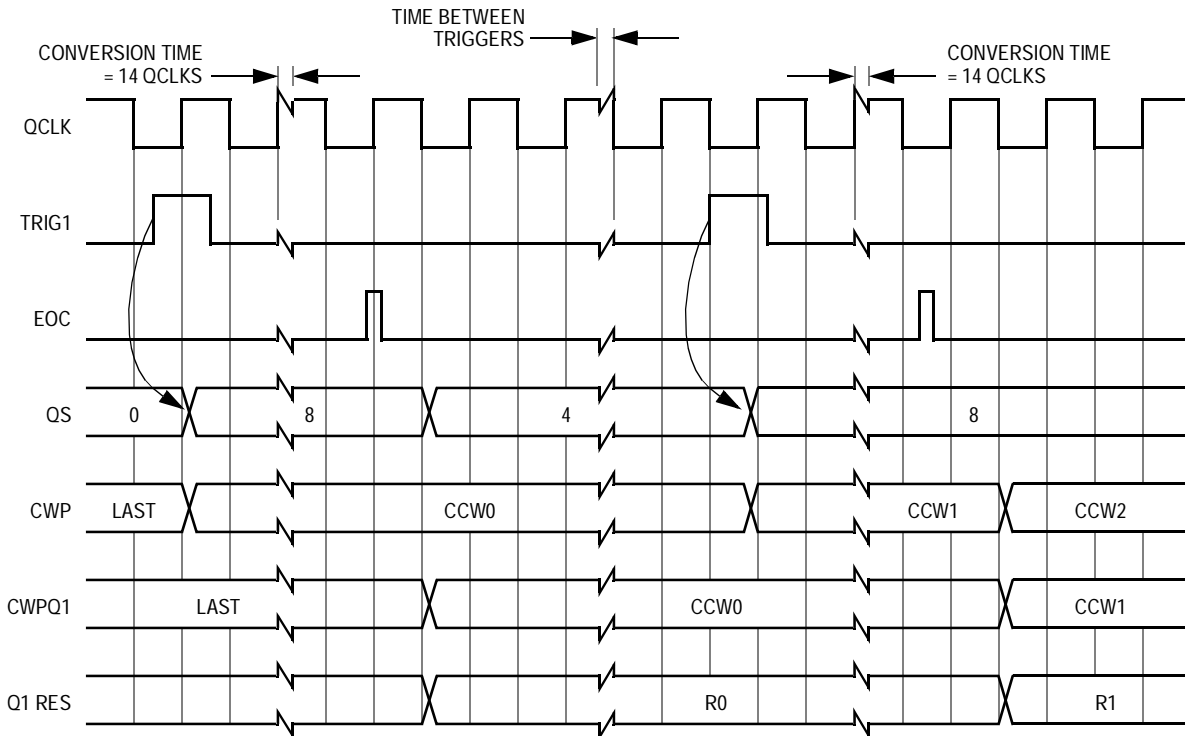 TIME BETWEEN
TRIGGERS
CONVERSION TIME
= 14 QCLKS
CONVERSION TIME
= 14 QCLKS
QCLK
TRIG1
EOC
QS
0
8
4
8
CWP
LAST
CCW0
CCW1
CCW2
CWPQ1
LAST
CCW0
CCW1
Q1 RES
R0
R1